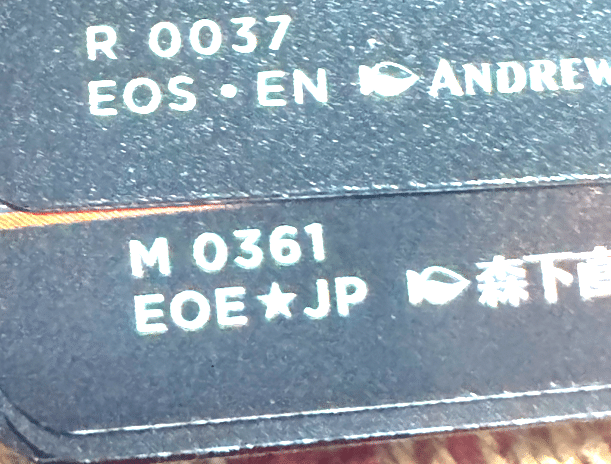 R 0037
EOS • EN ANDREW
M 0361
EOE★JP 森下直